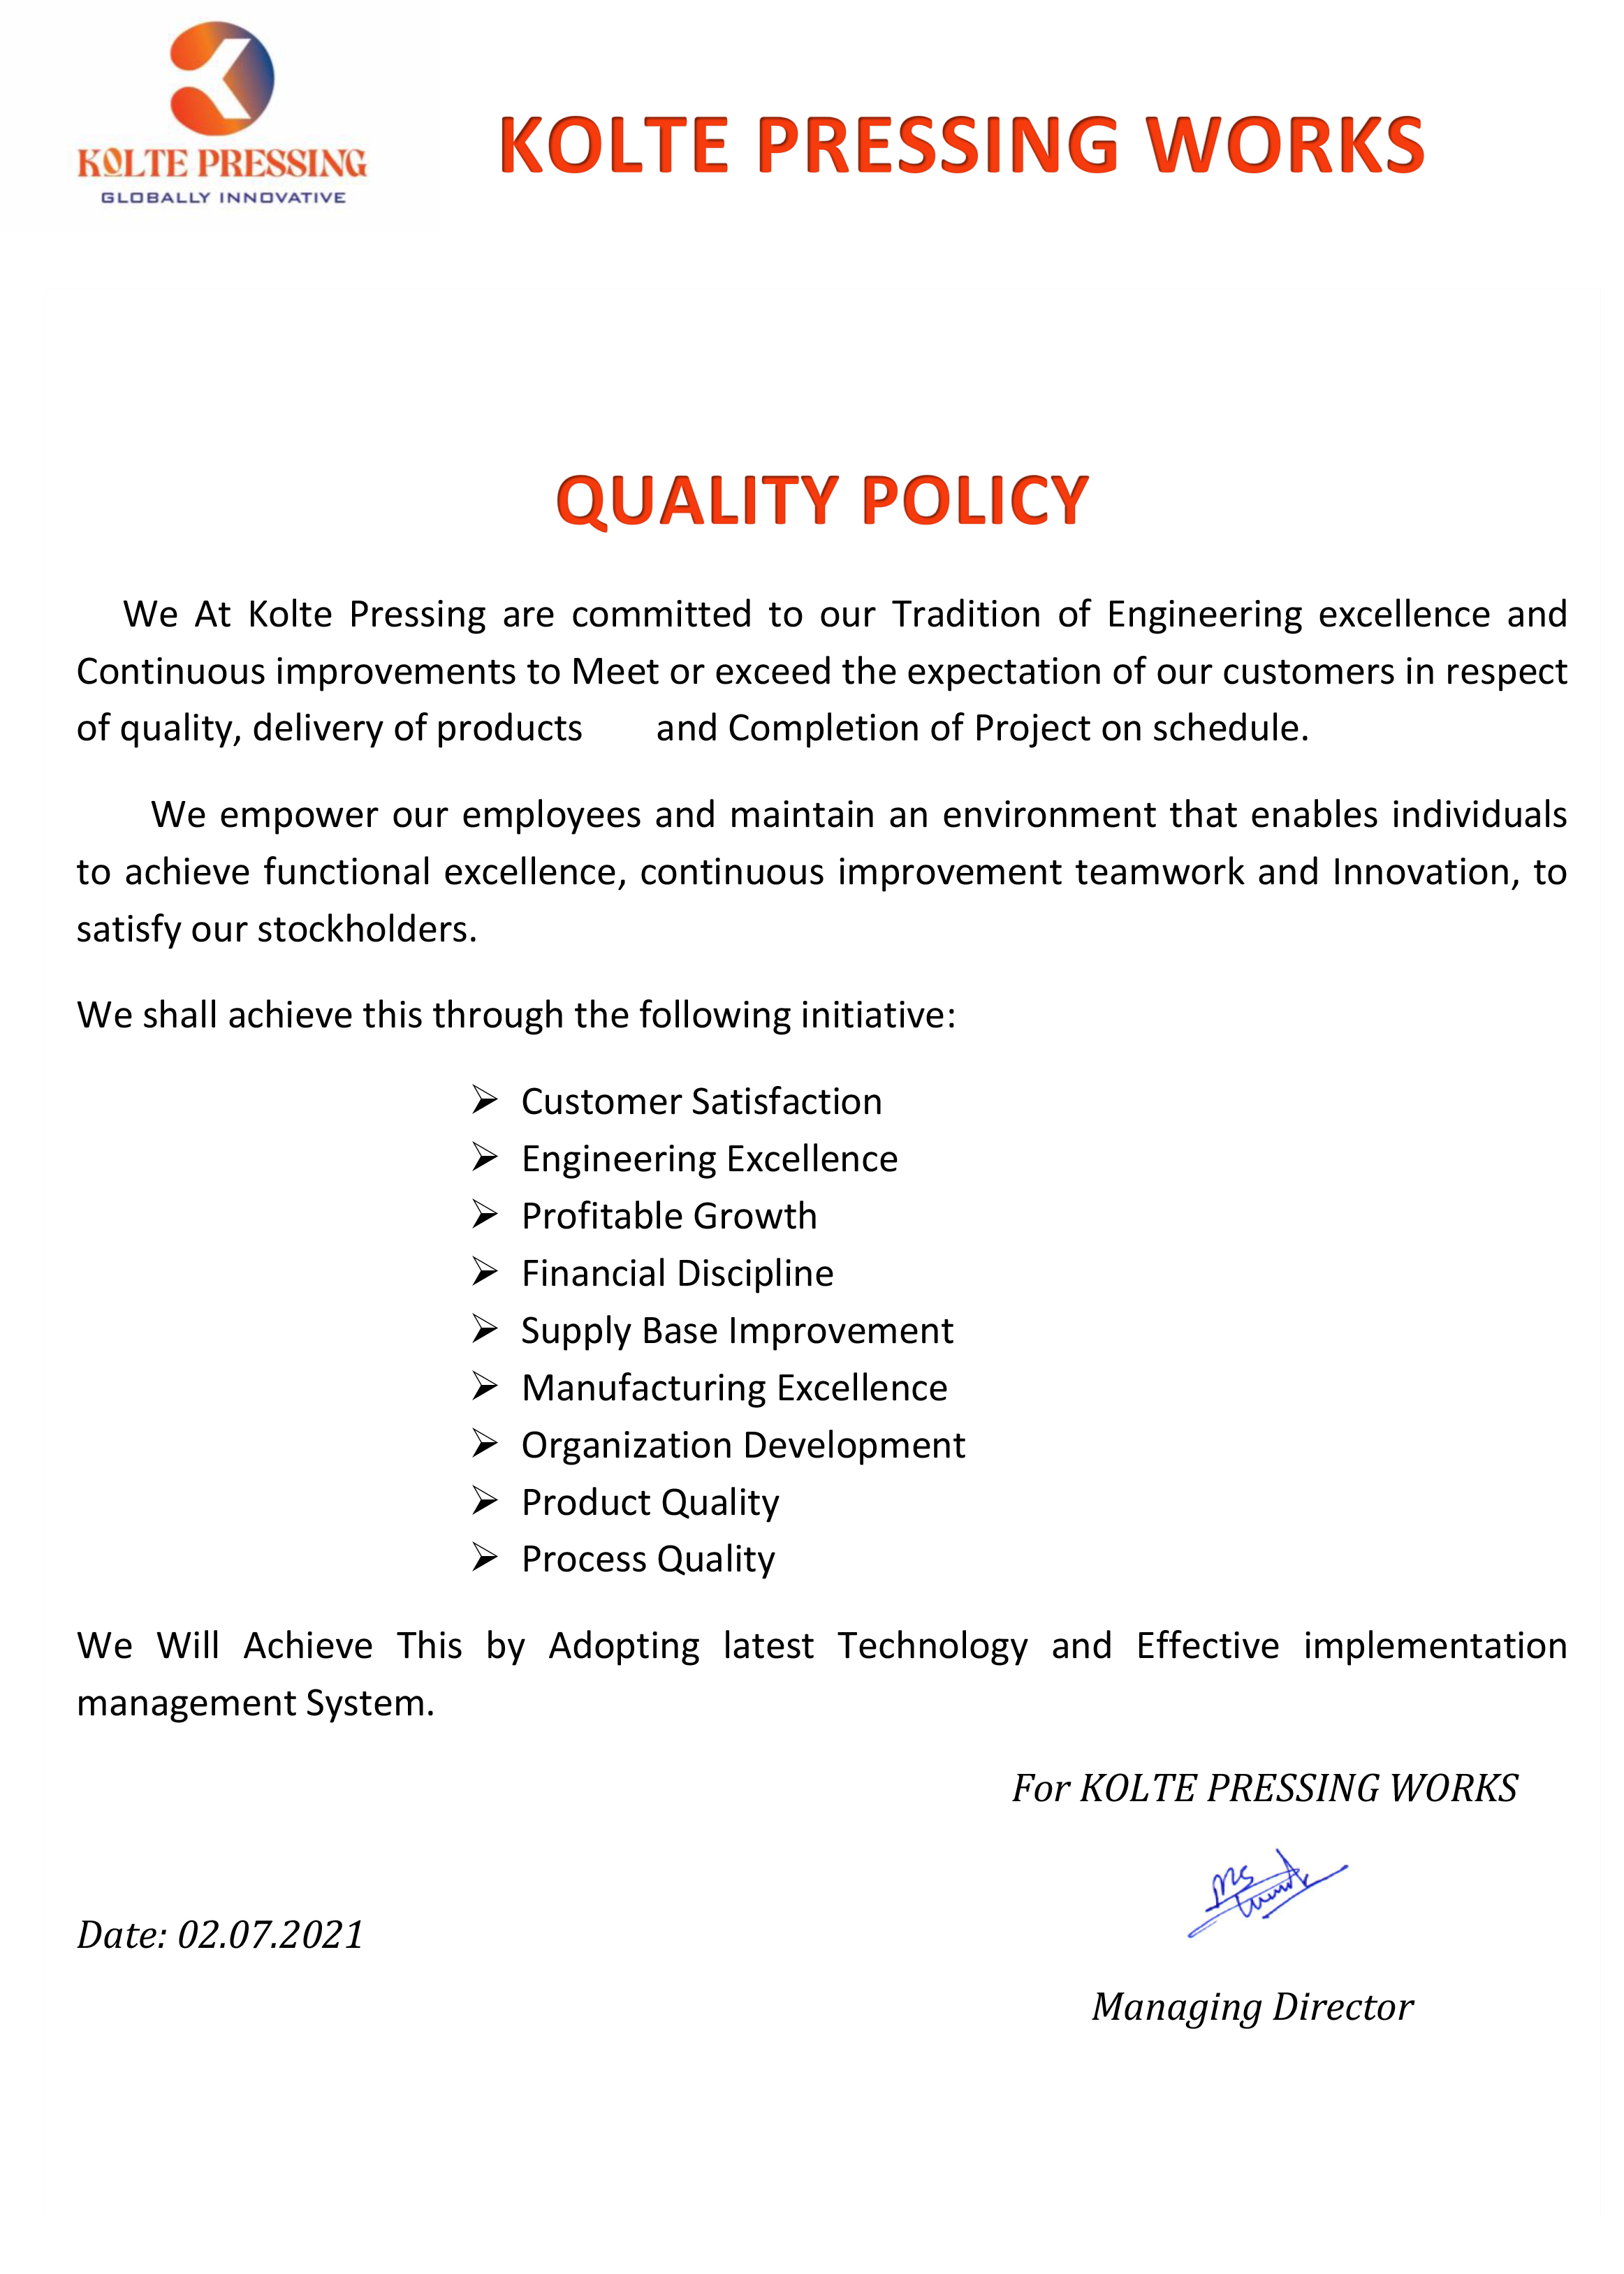 KOLTE PRESSING
GLOBALLY INNOVATIVE
KOLTE PRESSING WORKS
QUALITY POLICY
We At Kolte Pressing are committed to our Tradition of Engineering excellence and
Continuous improvements to Meet or exceed the expectation of our customers in respect
of quality, delivery of products and Completion of Project on schedule.
We empower our employees and maintain an environment that enables individuals
to achieve functional excellence, continuous improvement teamwork and Innovation, to
satisfy our stockholders.
We shall achieve this through the following initiative:
➢ Customer Satisfaction
➢ Engineering Excellence
➢ Profitable Growth
➢ Financial Discipline
➢ Supply Base Improvement
➢ Manufacturing Excellence
➢ Organization Development
➢ Product Quality
➢ Process Quality
We Will Achieve This by Adopting latest Technology and Effective implementation
management System.
For KOLTE PRESSING WORKS
Date: 02.07.2021
Managing Director